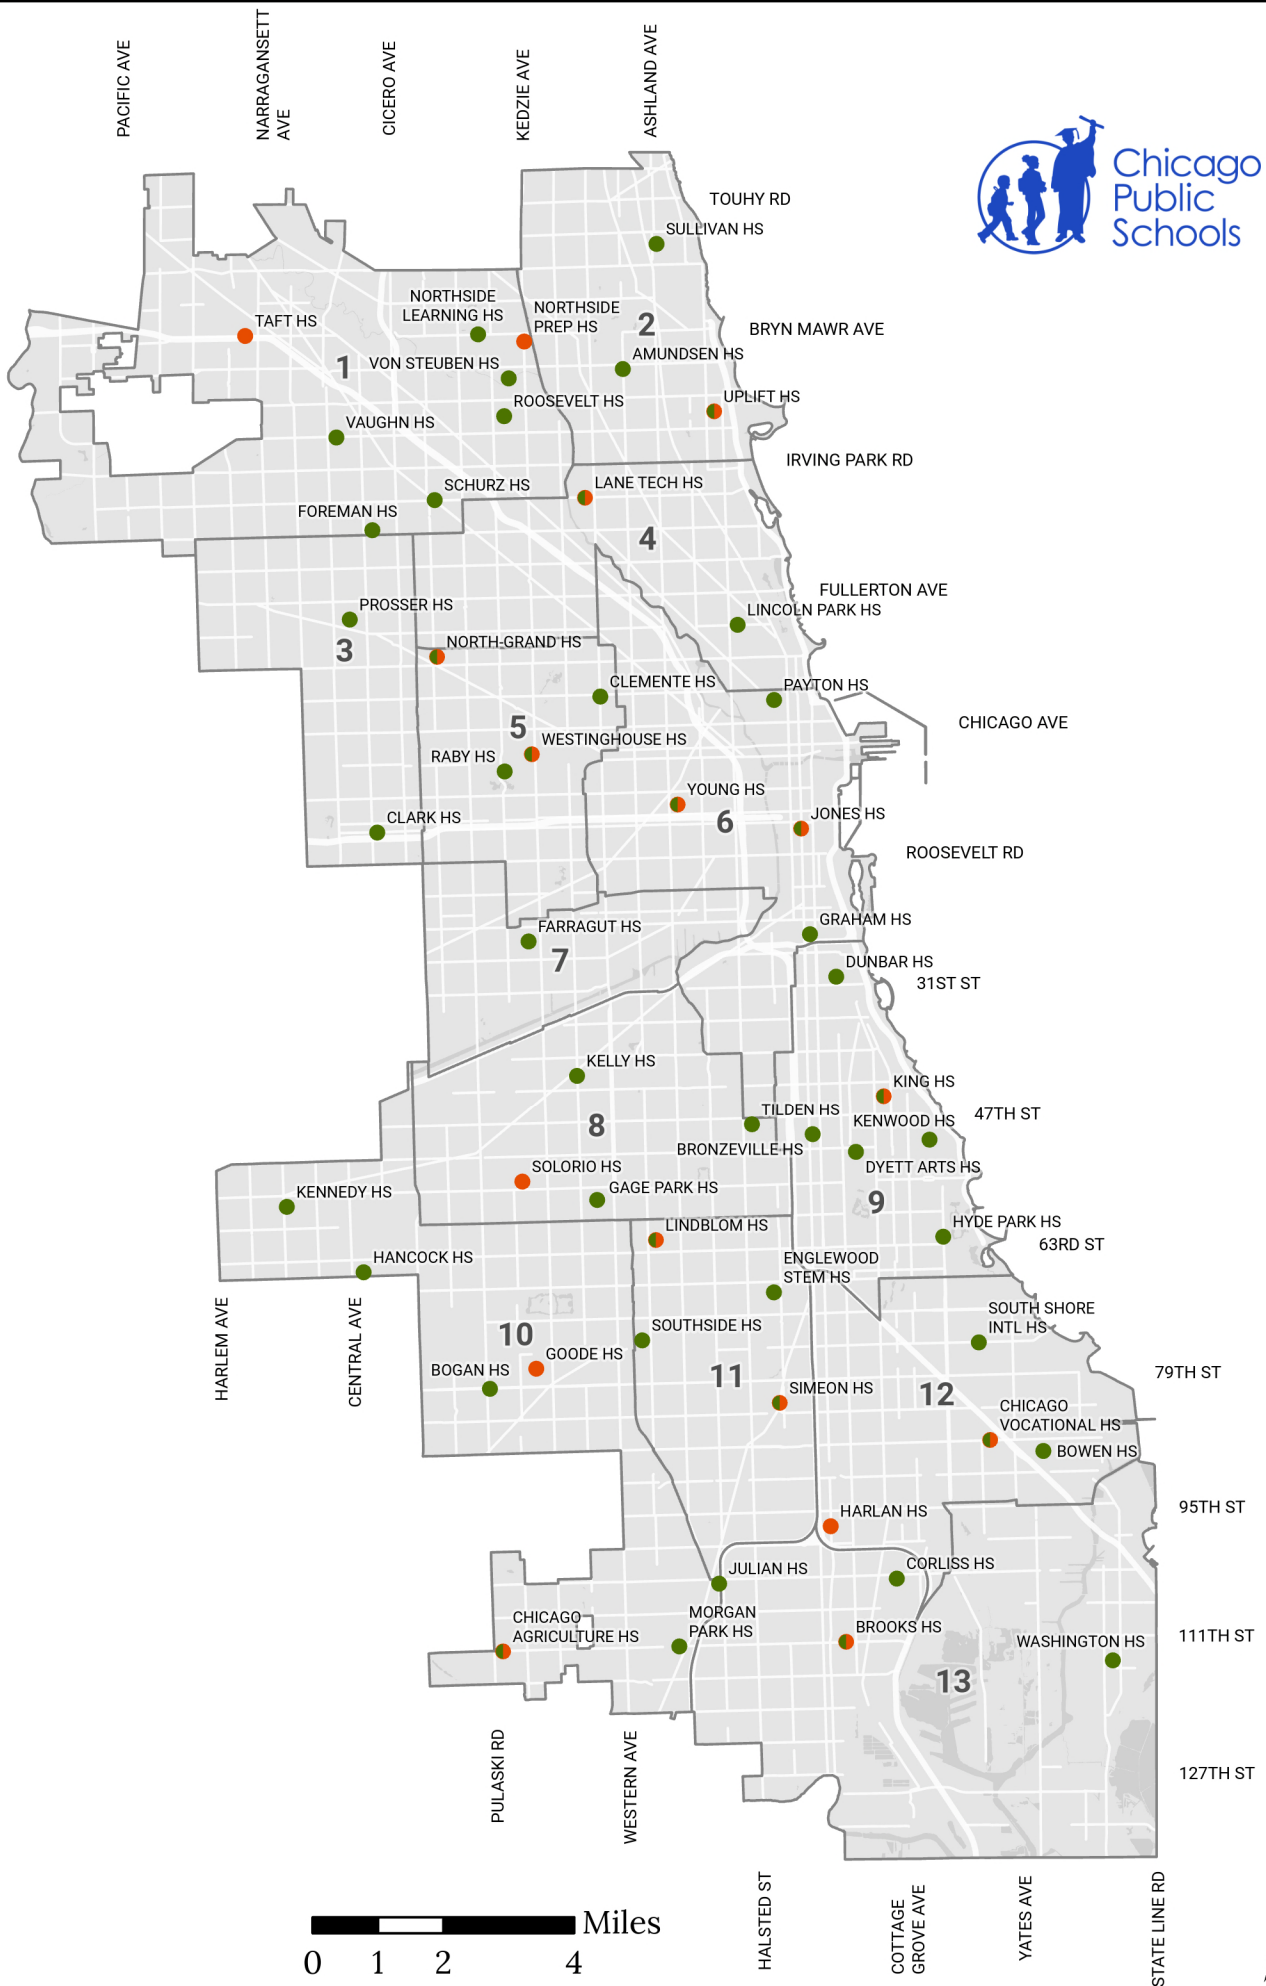 PACIFIC AVE
NARRAGANSETT
AVE
CICERO AVE
KEDZIE AVE
ASHLAND AVE
Chicago
Public
Schools
TOUHY RD
SULLIVAN HS
NORTHSIDE
LEARNING HS
NORTHSIDE
PREP HS
TAFT HS
2
BRYN MAWR AVE
1
VON STEUBEN HS
AMUNDSEN HS
ROOSEVELT HS
UPLIFT HS
VAUGHN HS
IRVING PARK RD
SCHURZ HS
LANE TECH HS
FOREMAN HS
4
FULLERTON AVE
PROSSER HS
LINCOLN PARK HS
3
NORTH-GRAND HS
CLEMENTE HS
PAYTON HS
CHICAGO AVE
5
WESTINGHOUSE HS
RABY HS
YOUNG HS
CLARK HS
6
JONES HS
ROOSEVELT RD
FARRAGUT HS
GRAHAM HS
7
DUNBAR HS
31ST ST
KELLY HS
KING HS
8
TILDEN HS
47TH ST
KENWOOD HS
BRONZEVILLE HS
SOLORIO HS
DYETT ARTS HS
KENNEDY HS
GAGE PARK HS
9
LINDBLOM HS
HYDE PARK HS
63RD ST
HANCOCK HS
ENGLEWOOD
STEM HS
HARLEM AVE
CENTRAL AVE
10
SOUTHSIDE HS
SOUTH SHORE
INTL HS
GOODE HS
BOGAN HS
11
79TH ST
SIMEON HS
12
CHICAGO
VOCATIONAL HS
BOWEN HS
HARLAN HS
95TH ST
JULIAN HS
CORLISS HS
CHICAGO
AGRICULTURE HS
MORGAN
PARK HS
BROOKS HS
WASHINGTON HS
111TH ST
13
PULASKI RD
WESTERN AVE
127TH ST
HALSTED ST
COTTAGE
GROVE AVE
YATES AVE
STATE LINE RD
Miles
0 1 2 4